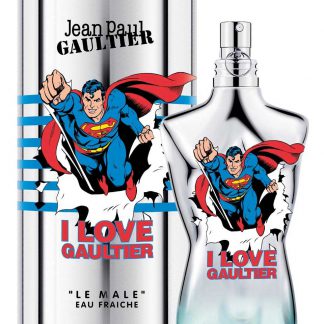 Jean Paul
GAULTIER
I LOVE
GAULTIER
"LE MALE"
EAU FRAICHE
I LOVE
GAULTIER